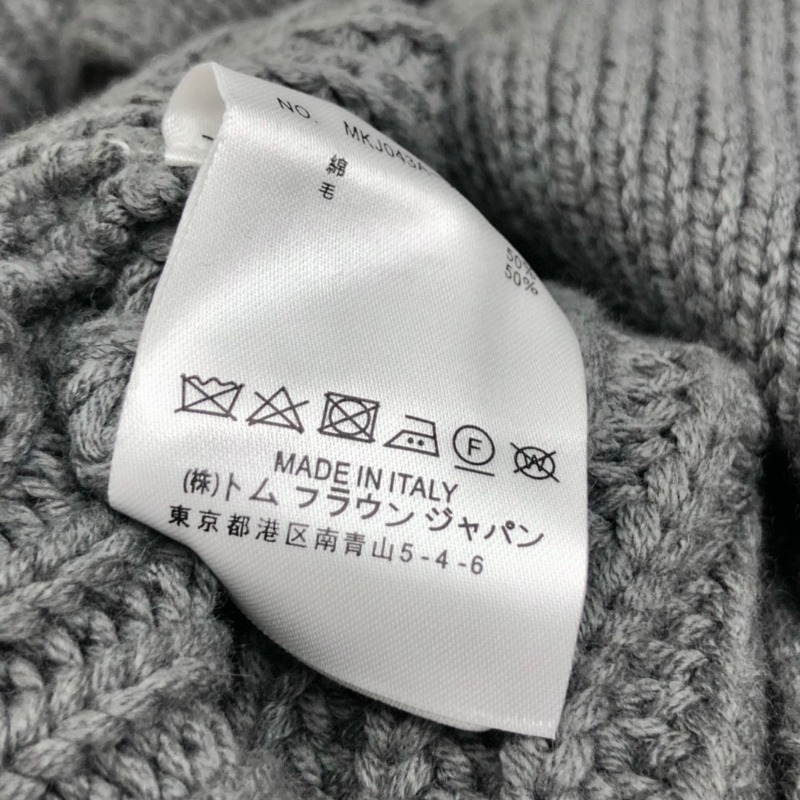 NO. MKJ043A
綿 50%
毛 50%
F
W
MADE IN ITALY
(株)トム ブラウン ジャパン
東京都港区南青山5-4-6